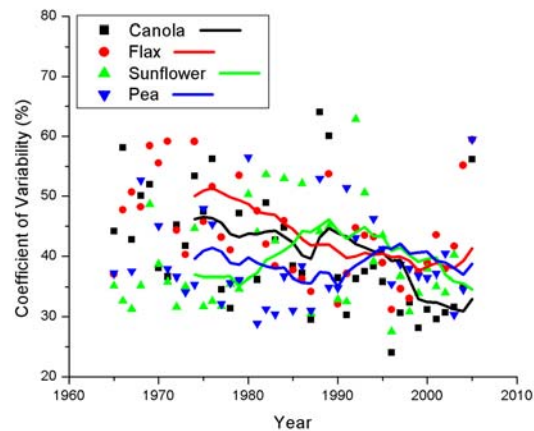 80
70
60
50
40
30
20
Coefficient of Variability (%)
Canola
Flax
Sunflower
Pea
1960
1970
1980
1990
2000
2010
Year